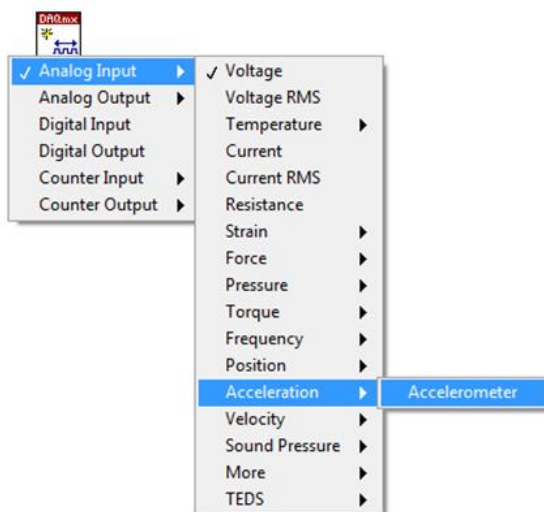 DAQmx
Analog Input
Analog Output
Digital Input
Digital Output
Counter Input
Counter Output
Voltage
Voltage RMS
Temperature
Current
Current RMS
Resistance
Strain
Force
Pressure
Torque
Frequency
Position
Acceleration
Velocity
Sound Pressure
More
TEDS
Accelerometer